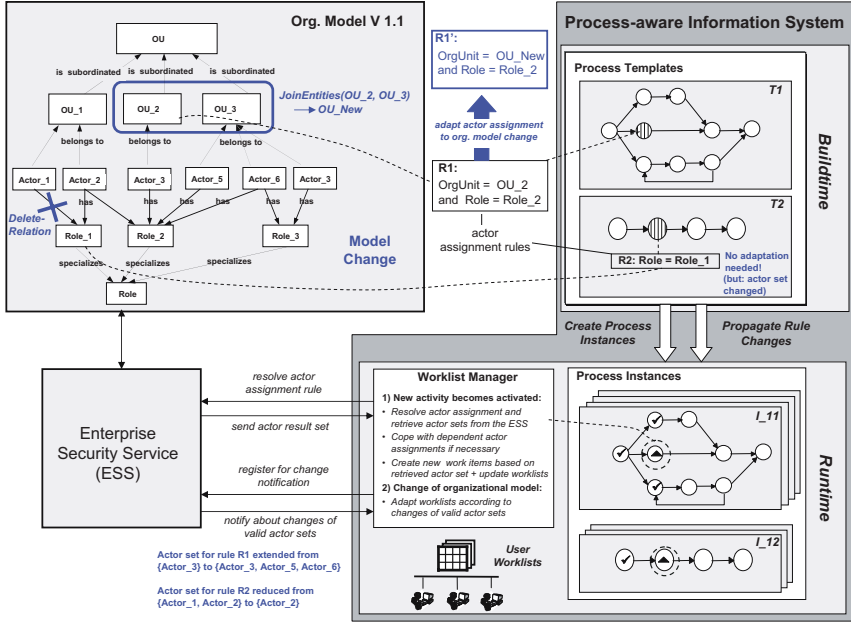 Org. Model V 1.1
OU
is subordinated
is subordinated
is subordinated
OU_1
OU_2
OU_3
JoinEntities(OU_2, OU_3)
OU_New
belongs to
belongs to
belongs to
Actor_1
Actor_2
Actor_3
Actor_5
Actor_6
Actor_3
has
has
has
has
has
Delete-
Relation
Role_1
Role_2
Role_3
specializes
specializes
specializes
Role
Model
Change
R1':
OrgUnit = OU_New
and Role = Role_2
adapt actor assignment
to org. model change
R1:
OrgUnit = OU_2
and Role = Role_2
actor
assignment rules
Process-aware Information System
Process Templates
T1
T2
R2: Role = Role_1
No adaptation
needed!
(but: actor set
changed)
Buildtime
Create Process
Instances
Propagate Rule
Changes
Enterprise
Security Service
(ESS)
resolve actor
assignment rule
send actor result set
register for change
notification
notify about changes of
valid actor sets
Actor set for rule R1 extended from
{Actor_3} to {Actor_3, Actor_5, Actor_6}
Actor set for rule R2 reduced from
{Actor_1, Actor_2} to {Actor_2}
Worklist Manager
1) New activity becomes activated:
• Resolve actor assignment and
retrieve actor sets from the ESS
• Cope with dependent actor
assignments if necessary
• Create new work items based on
retrieved actor set + update worklists
2) Change of organizational model:
• Adapt worklists according to
changes of valid actor sets
User
Worklists
Process Instances
I_11
I_12
Runtime